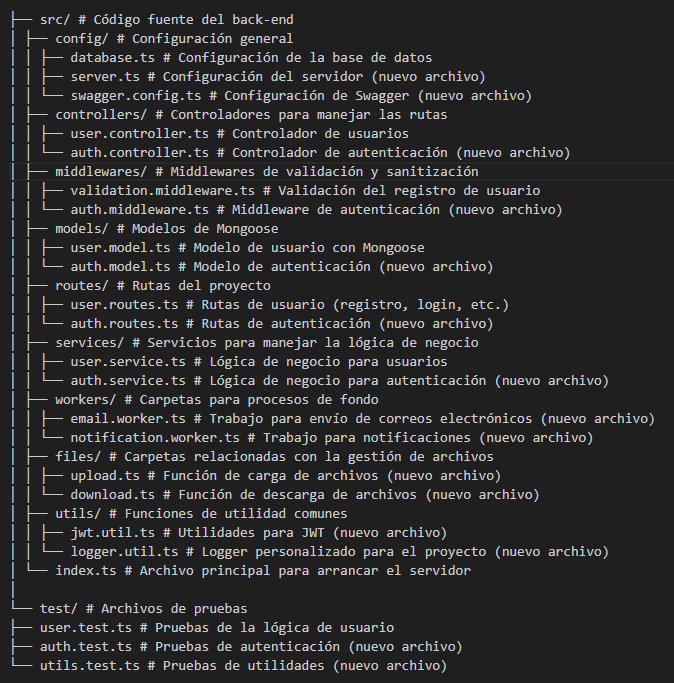 ├── src/ # Código fuente del back-end
│ ├── config/ # Configuración general
│ │ ├── database.ts # Configuración de la base de datos
│ │ ├── server.ts # Configuración del servidor (nuevo archivo)
│ │ └── swagger.config.ts # Configuración de Swagger (nuevo archivo)
│ ├── controllers/ # Controladores para manejar las rutas
│ │ ├── user.controller.ts # Controlador de usuarios
│ │ └── auth.controller.ts # Controlador de autenticación (nuevo archivo)
│ ├── middlewares/ # Middlewares de validación y sanitización
│ │ ├── validation.middleware.ts # Validación del registro de usuario
│ │ └── auth.middleware.ts # Middleware de autenticación (nuevo archivo)
│ ├── models/ # Modelos de Mongoose
│ │ ├── user.model.ts # Modelo de usuario con Mongoose
│ │ └── auth.model.ts # Modelo de autenticación (nuevo archivo)
│ ├── routes/ # Rutas del proyecto
│ │ ├── user.routes.ts # Rutas de usuario (registro, login, etc.)
│ │ └── auth.routes.ts # Rutas de autenticación (nuevo archivo)
│ ├── services/ # Servicios para manejar la lógica de negocio
│ │ ├── user.service.ts # Lógica de negocio para usuarios
│ │ └── auth.service.ts # Lógica de negocio para autenticación (nuevo archivo)
│ ├── workers/ # Carpetas para procesos de fondo
│ │ ├── email.worker.ts # Trabajo para envío de correos electrónicos (nuevo archivo)
│ │ └── notification.worker.ts # Trabajo para notificaciones (nuevo archivo)
│ ├── files/ # Carpetas relacionadas con la gestión de archivos
│ │ ├── upload.ts # Función de carga de archivos (nuevo archivo)
│ │ └── download.ts # Función de descarga de archivos (nuevo archivo)
│ ├── utils/ # Funciones de utilidad comunes
│ │ ├── jwt.util.ts # Utilidades para JWT (nuevo archivo)
│ │ └── logger.util.ts # Logger personalizado para el proyecto (nuevo archivo)
│ └── index.ts # Archivo principal para arrancar el servidor
│
└── test/ # Archivos de pruebas
├── user.test.ts # Pruebas de la lógica de usuario
├── auth.test.ts # Pruebas de autenticación (nuevo archivo)
└── utils.test.ts # Pruebas de utilidades (nuevo archivo)